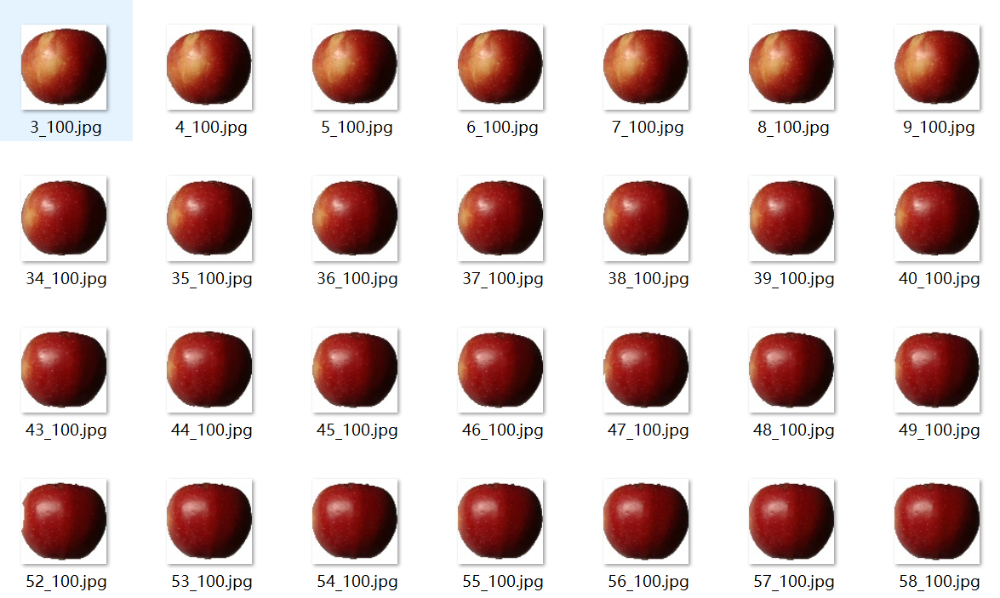 3_100.jpg 4_100.jpg 5_100.jpg 6_100.jpg 7_100.jpg 8_100.jpg 9_100.jpg
34_100.jpg 35_100.jpg 36_100.jpg 37_100.jpg 38_100.jpg 39_100.jpg 40_100.jpg
43_100.jpg 44_100.jpg 45_100.jpg 46_100.jpg 47_100.jpg 48_100.jpg 49_100.jpg
52_100.jpg 53_100.jpg 54_100.jpg 55_100.jpg 56_100.jpg 57_100.jpg 58_100.jpg